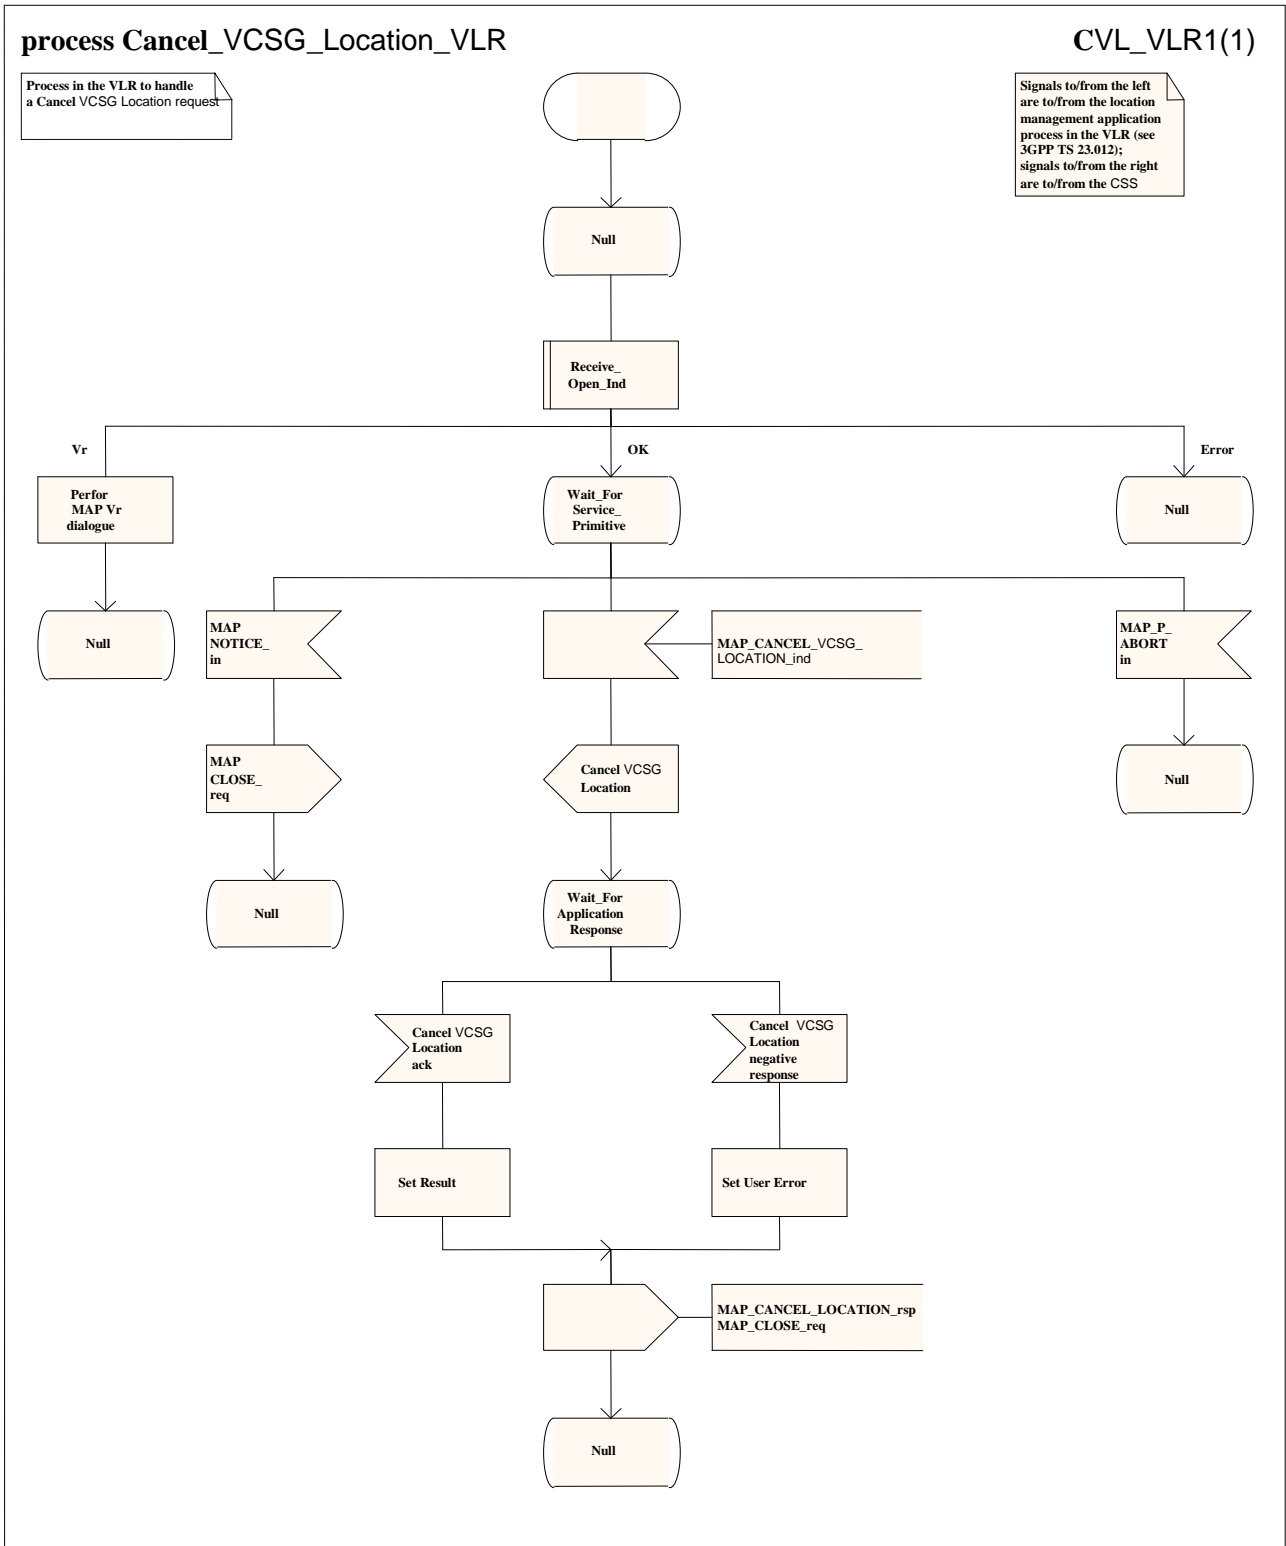 process Cancel_VCSG_Location_VLR
CVL_VLR1(1)
Process in the VLR to handle
a Cancel VCSG Location request
Signals to/from the left
are to/from the location
management application
process in the VLR (see
3GPP TS 23.012);
signals to/from the right
are to/from the CSS
Null
Receive_
Open_Ind
Vr
OK
Error
Perfor
MAP Vr
dialogue
Wait_For
Service_
Primitive
Null
Null
MAP
NOTICE_
in
MAP_CANCEL_VCSG_
LOCATION_ind
MAP_P_
ABORT
in
MAP
CLOSE_
req
Cancel VCSG
Location
Null
Null
Wait_For
Application
Response
Cancel VCSG
Location
ack
Cancel VCSG
Location
negative
response
Set Result
Set User Error
MAP_CANCEL_LOCATION_rsp
MAP_CLOSE_req
Null